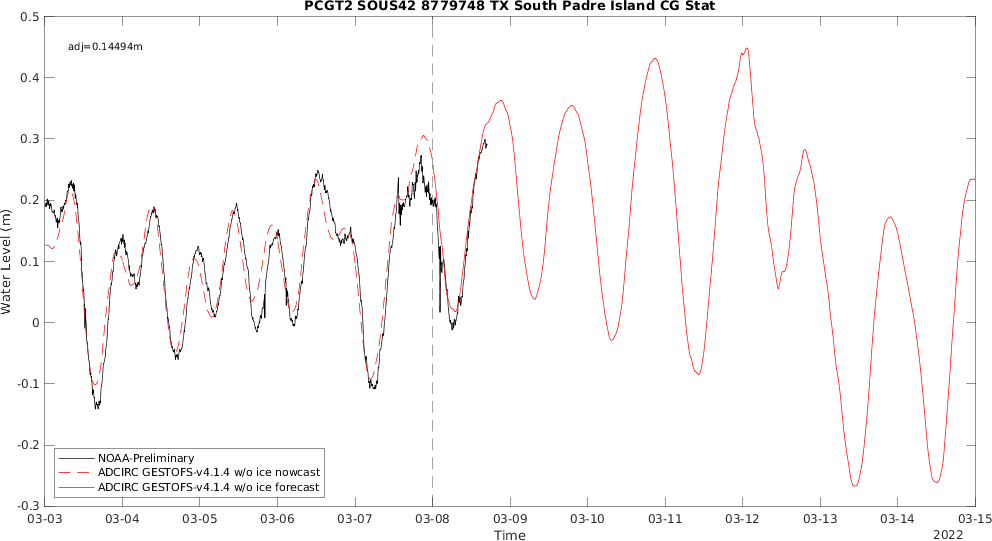 PCGT2 SOUS42 8779748 TX South Padre Island CG Stat
adj=0.14494m
Water Level (m)
0.5
0.4
0.3
0.2
0.1
0
-0.1
-0.2
-0.3
NOAA-Preliminary
ADCIRC GESTOFS-v4.1.4 w/o ice nowcast
ADCIRC GESTOFS-v4.1.4 w/o ice forecast
03-03 03-04 03-05 03-06 03-07 03-08 03-09 03-10 03-11 03-12 03-13 03-14 03-15
Time
2022